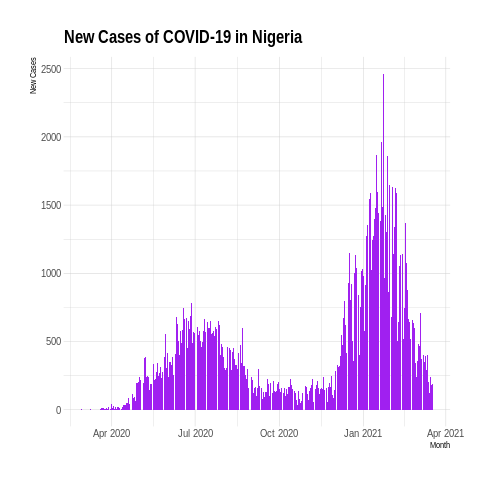 New Cases of COVID-19 in Nigeria
New Cases
2500
2000
1500
1000
500
0
Apr 2020
Jul 2020
Oct 2020
Jan 2021
Apr 2021
Month